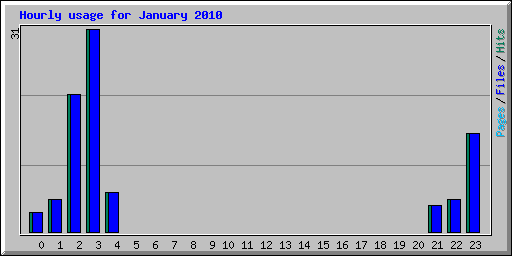 Hourly usage for January 2010
31
Pages/Files/Hits
0 1 2 3 4 5 6 7 8 9 10 11 12 13 14 15 16 17 18 19 20 21 22 23